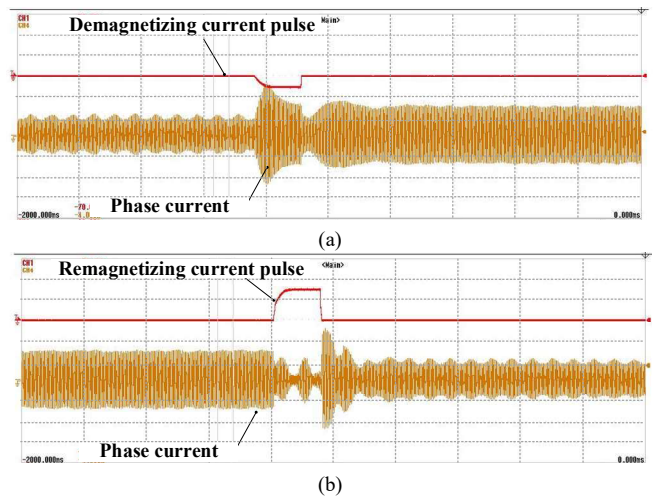 CH1
CH4
Main>
Demagnetizing current pulse
Phase current
-70.
-2000.000ms
0.000ms
(a)
CH1
CH4
<Main>
Remagnetizing current pulse
Phase current
-2000.000ms
0.000ms
(b)